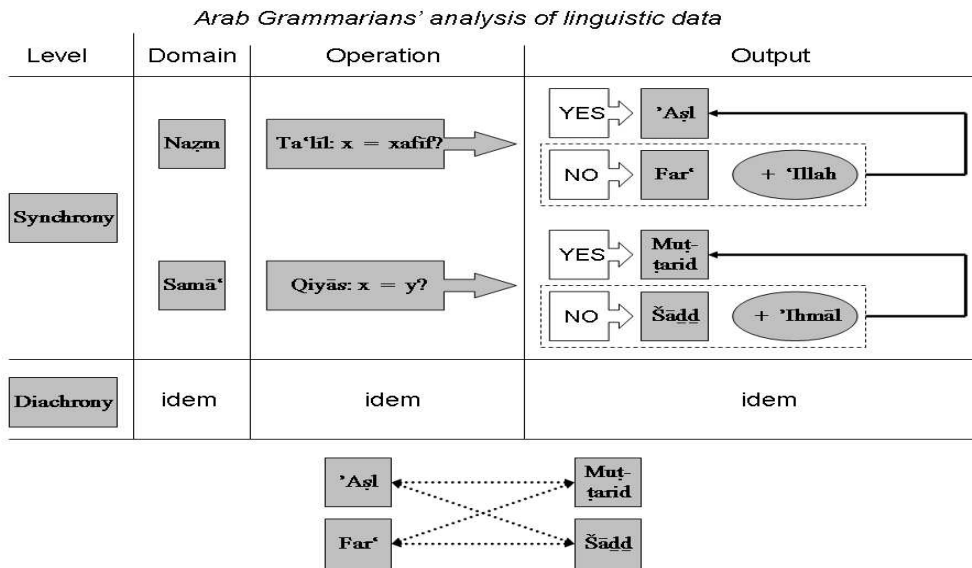 Arab Grammarians’ analysis of linguistic data
Level Domain Operation Output
YES ’Aṣl
Naẓm Ta‘līl: x = xafīf?
NO Far‘ + ‘Illah
Synchrony
YES Muṭ-
ṭarid
Samā‘ Qiyās: x = y?
NO Šāḏḏ + ’Ihmāl
Diachrony idem idem idem
’Aṣl Muṭ-
ṭarid
Far‘ Šāḏḏ